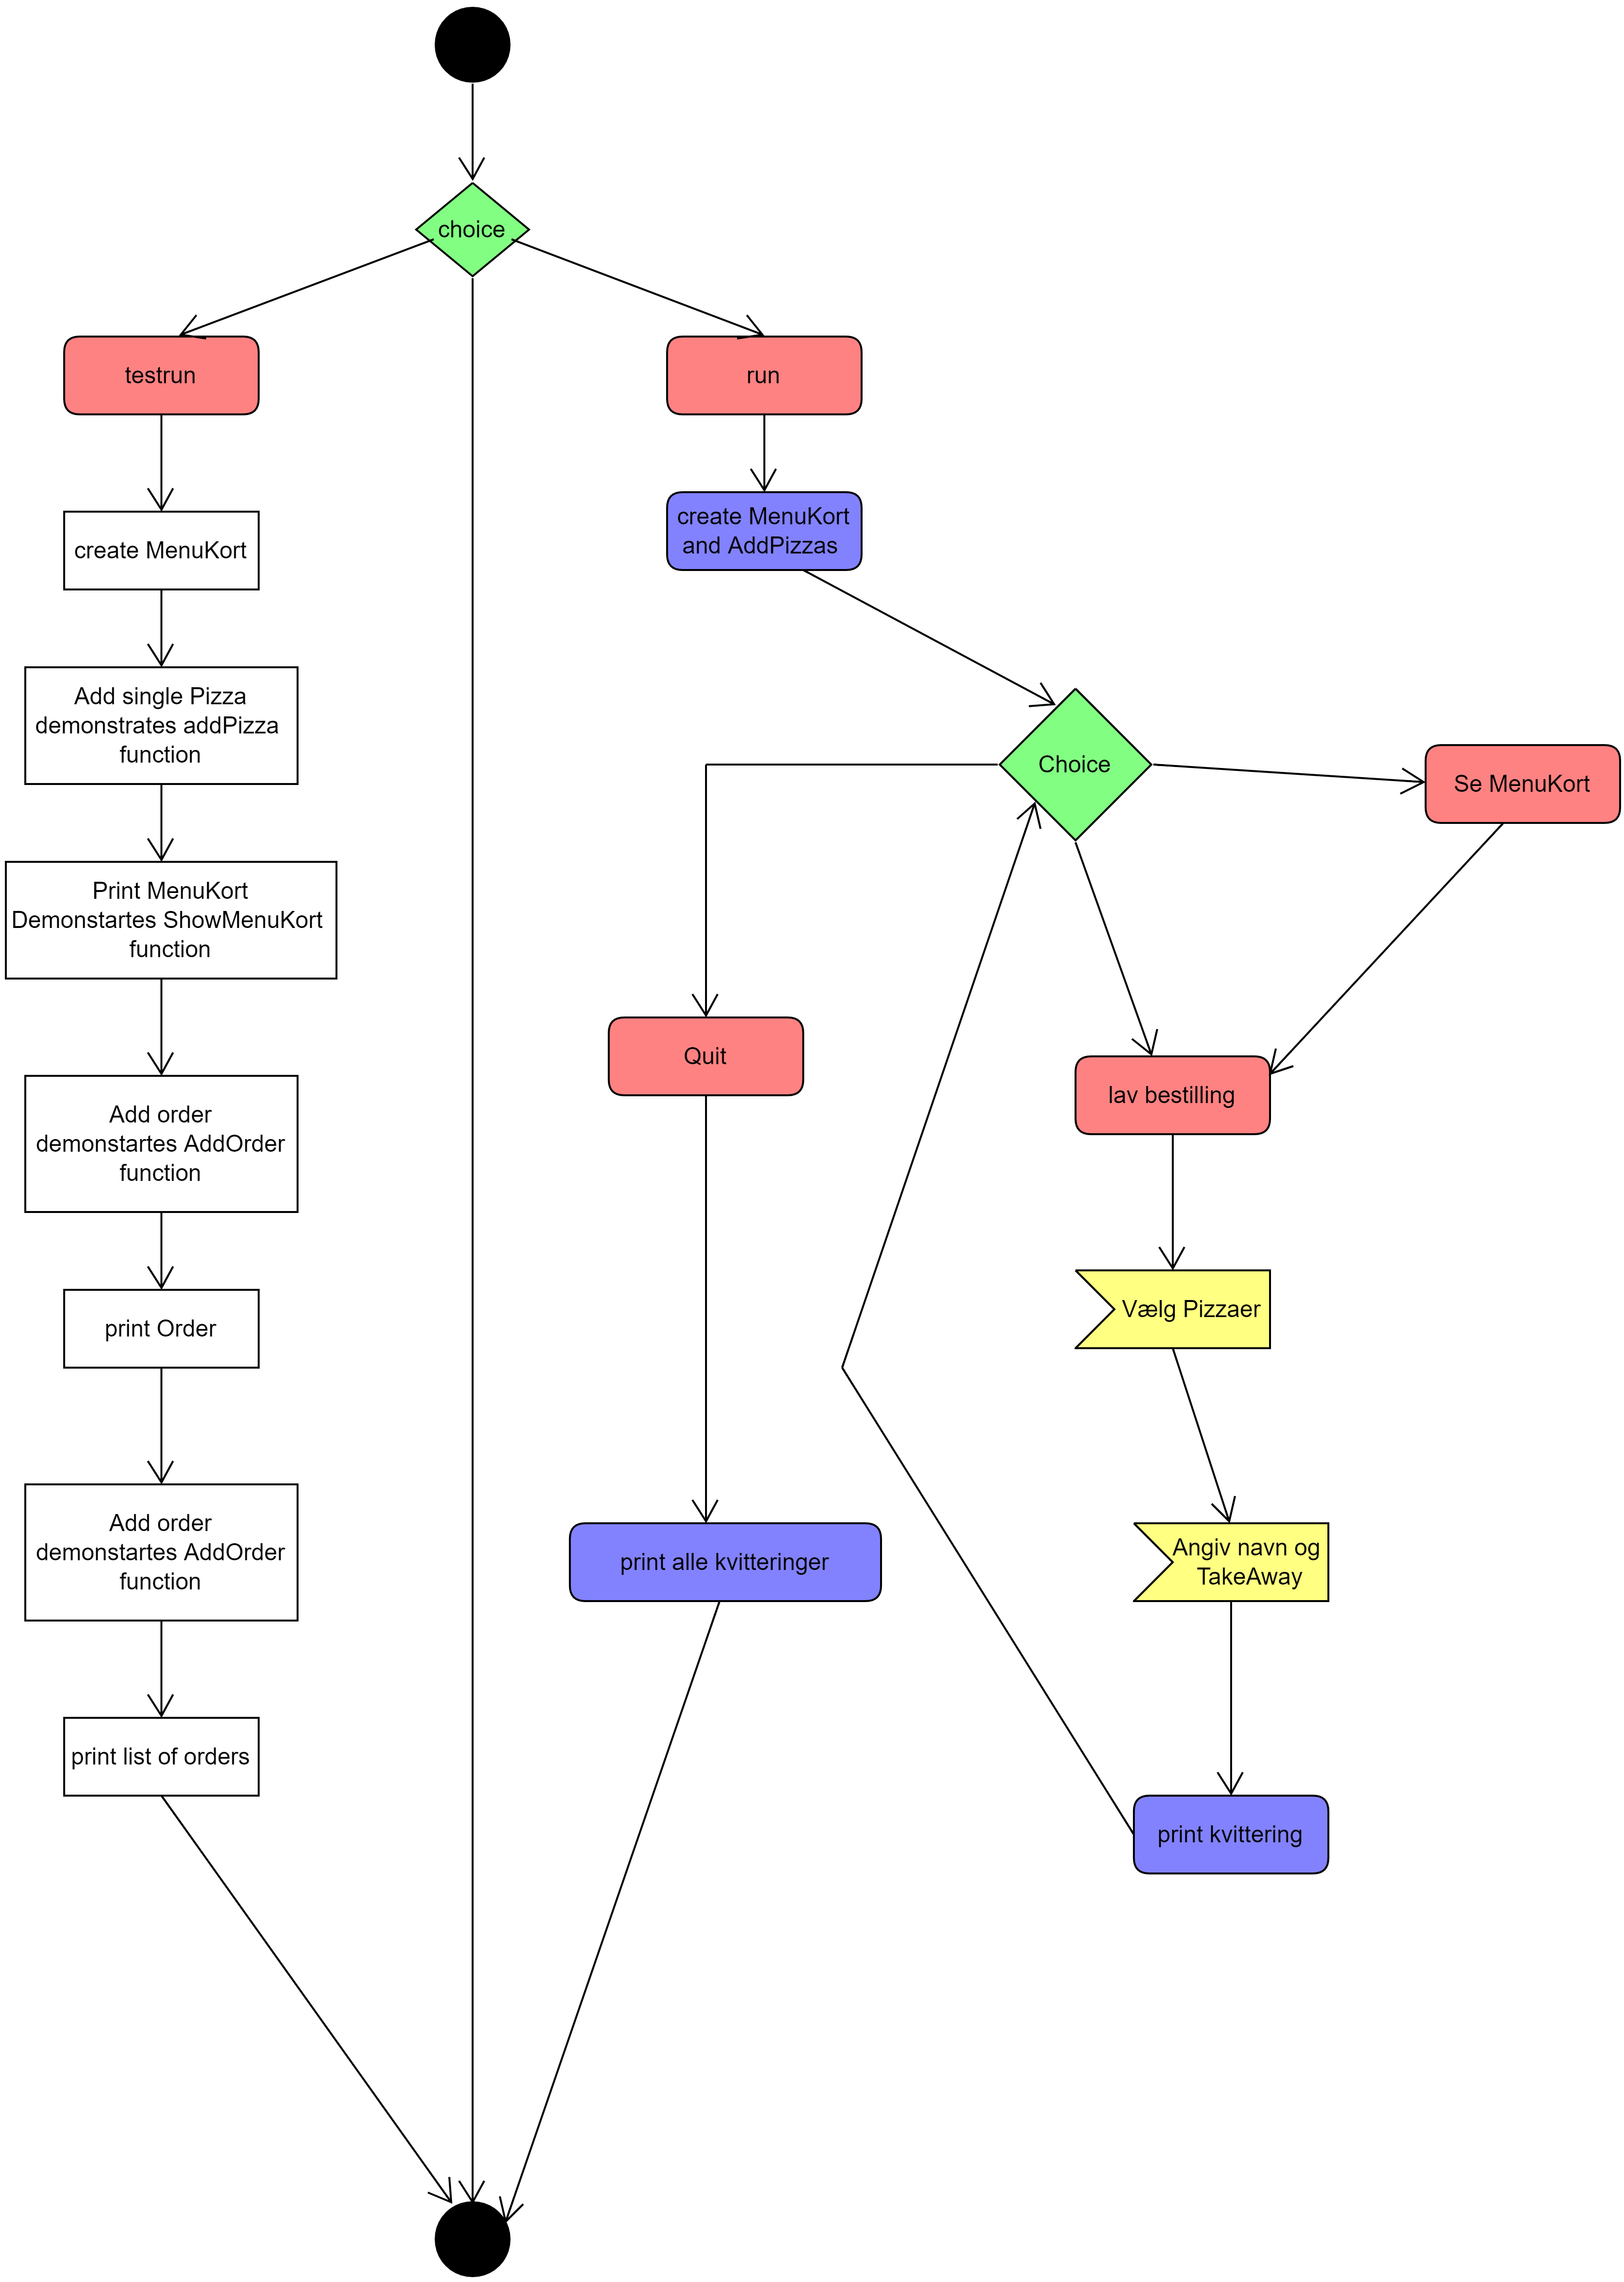 choice
testrun
run
create MenuKort
create MenuKort
and AddPizzas
Add single Pizza
demonstrates addPizza
function
Choice
Se MenuKort
Print MenuKort
Demonstartes ShowMenuKort
function
Quit
lav bestilling
Add order
demonstartes AddOrder
function
Vælg Pizzaer
print Order
Add order
demonstartes AddOrder
function
print alle kvitteringer
Angiv navn og
TakeAway
print list of orders
print kvittering